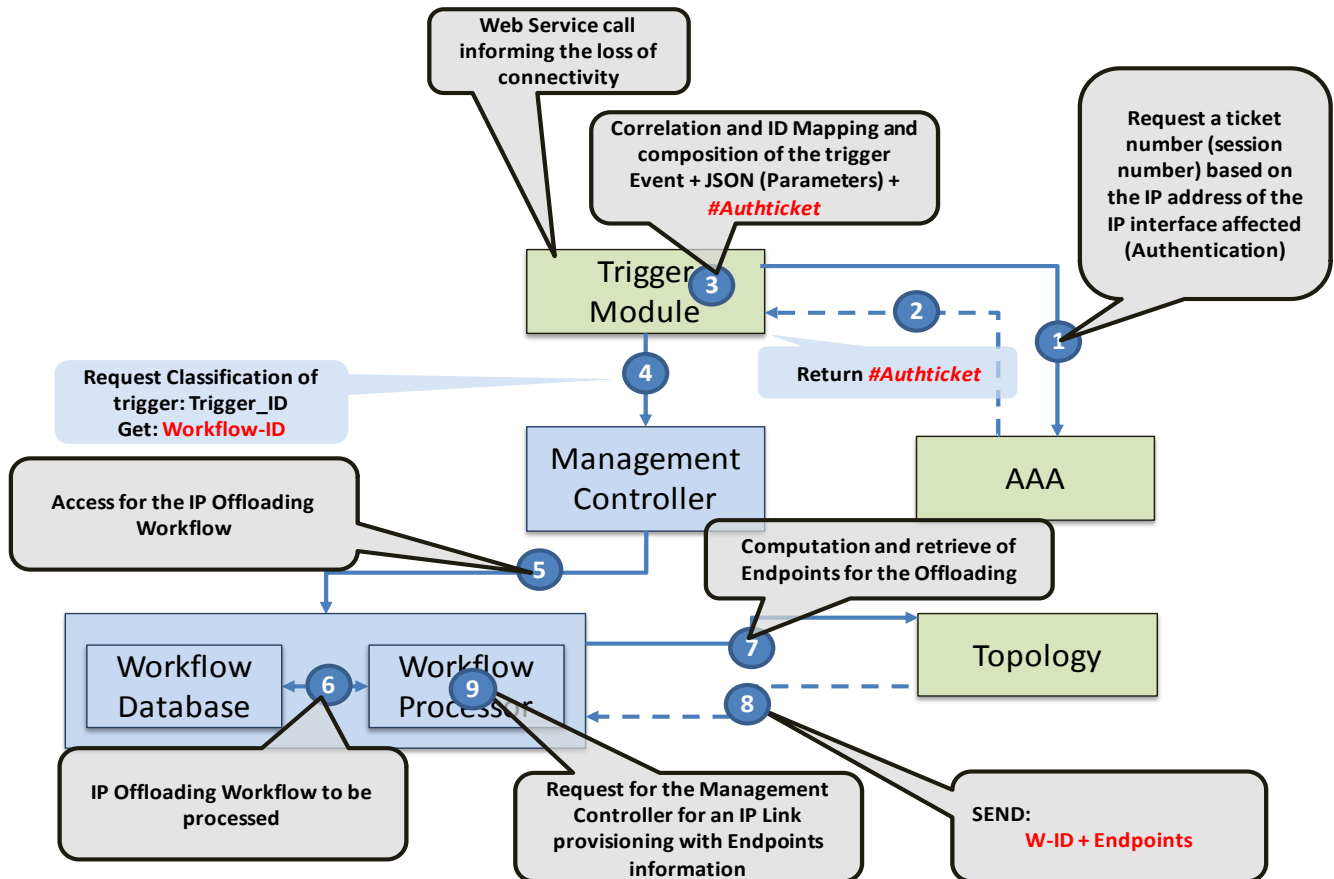 Web Service call
informing the loss of
connectivity
Correlation and ID Mapping and
composition of the trigger
Event + JSON (Parameters) +
#Authticket
Request a ticket
number (session
number) based on
the IP address of the
IP interface affected
(Authentication)
Trigger
Module
3
2
1
4
Return #Authticket
Request Classification of
trigger: Trigger_ID
Get: Workflow-ID
Management
Controller
AAA
Access for the IP Offloading
Workflow
5
Computation and retrieve of
Endpoints for the Offloading
7
Topology
Workflow
Database
6
Workflow
Processor
9
8
IP Offloading Workflow to be
processed
Request for the Management
Controller for an IP Link
provisioning with Endpoints
information
SEND:
W-ID + Endpoints